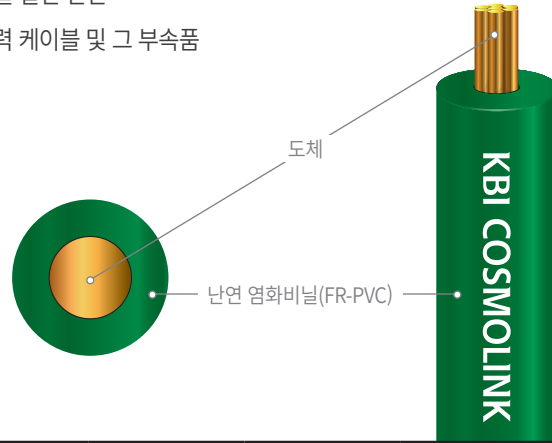 력 케이블 및 그 부속품
도체
난연 염화비닐(FR-PVC)
KBI COSMOLINK